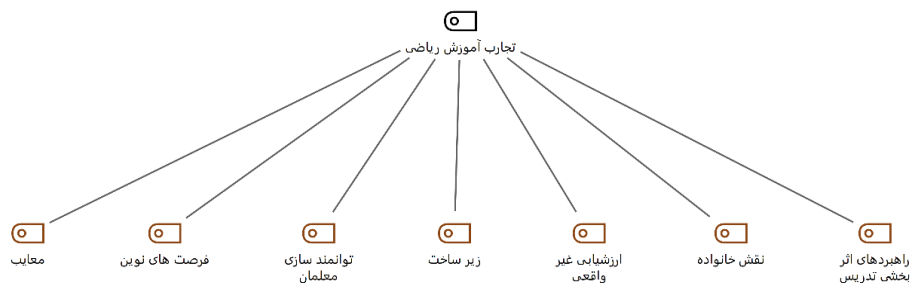 تجارب آموزش ریاضی
راهبردهای اثر
بخشی تدریس
نقش خانواده
ارزشیابی غیر
واقعی
زیر ساخت
توانمند سازی
معلمان
فرصت های نوین
معایب